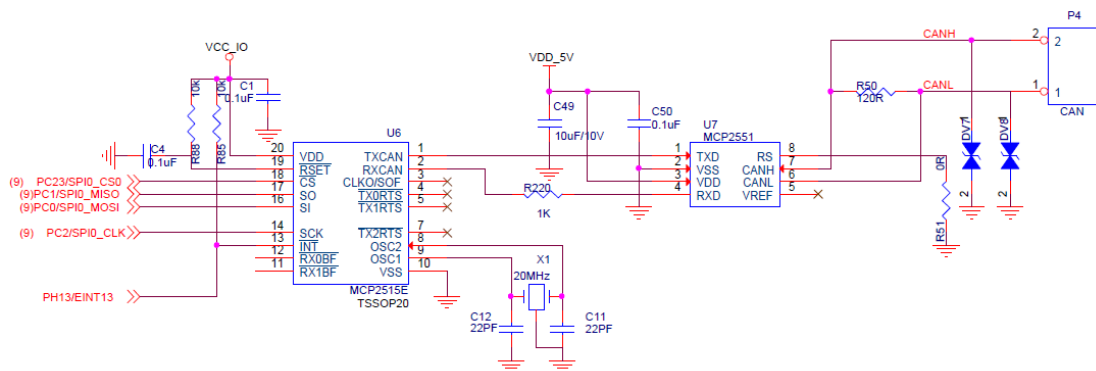 VCC_IO
10k
10k
C1
0.1uF
R88
R85
C4
0.1uF
U6
20 VDD TXCAN 1
19 RSET RXCAN 2
18 CS CLKO/SOF 3
17 SO TX0RTS 4
16 SI TX1RTS 5
14 SCK TX2RTS 7
13 INT OSC2 8
12 RX0BF OSC1 9
11 RX1BF VSS 10
MCP2515E
TSSOP20
(9) PC23/SPI0_CS0
(9)PC1/SPI0_MISO
(9)PC0/SPI0_MOSI
(9) PC2/SPI0_CLK
PH13/EINT13
VDD_5V
C49
10uF/10V
C50
0.1uF
U7
MCP2551
1 TXD RS 8
2 VSS CANH 7
3 VDD CANL 6
4 RXD VREF 5
R220
1K
X1
20MHz
C12
22PF
C11
22PF
R50
120R
CANH
CANL
P4
2 2
1 1
CAN
DV7 1
2
DV8 1
2
0R
R51